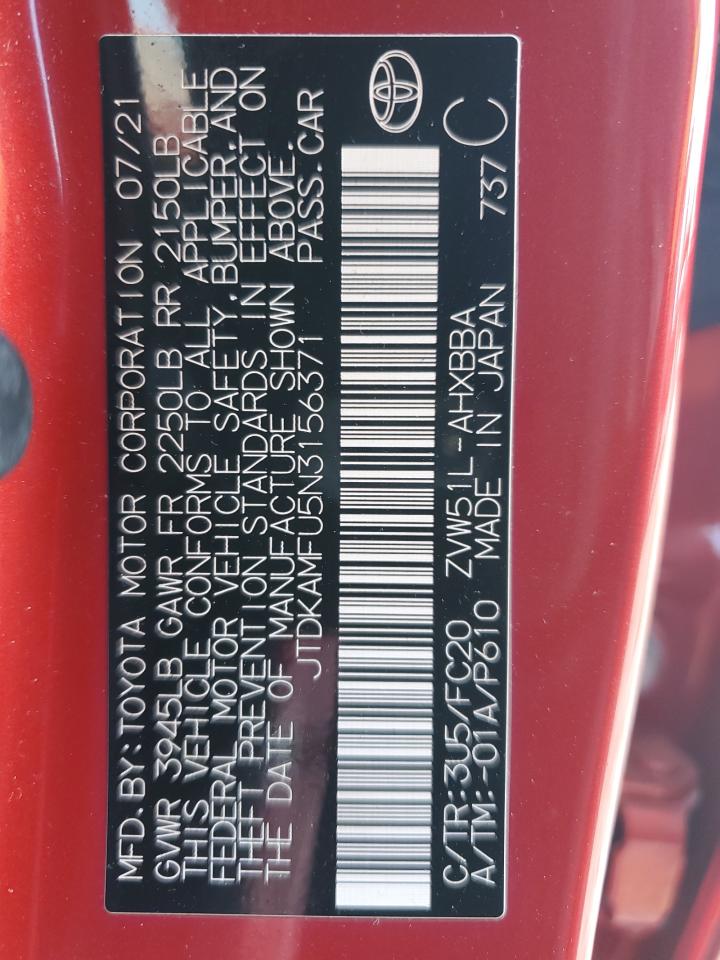 MFD.BY:TOYOTA MOTOR CORPORATION 07/21
GVWR 3945LB GAWR FR 2250LB RR 2150LB
THIS VEHICLE CONFORMS TO ALL APPLICABLE
FEDERAL MOTOR VEHICLE SAFETY, BUMPER, AND
THEFT PREVENTION STANDARDS IN EFFECT ON
THE DATE OF MANUFACTURE SHOWN ABOVE.
JTDKAMFU5N3156371 PASS.CAR
C/TR:3U5/FC20 ZVW51L-AHXBBA C
A/TM:-01A/P610 MADE IN JAPAN 737